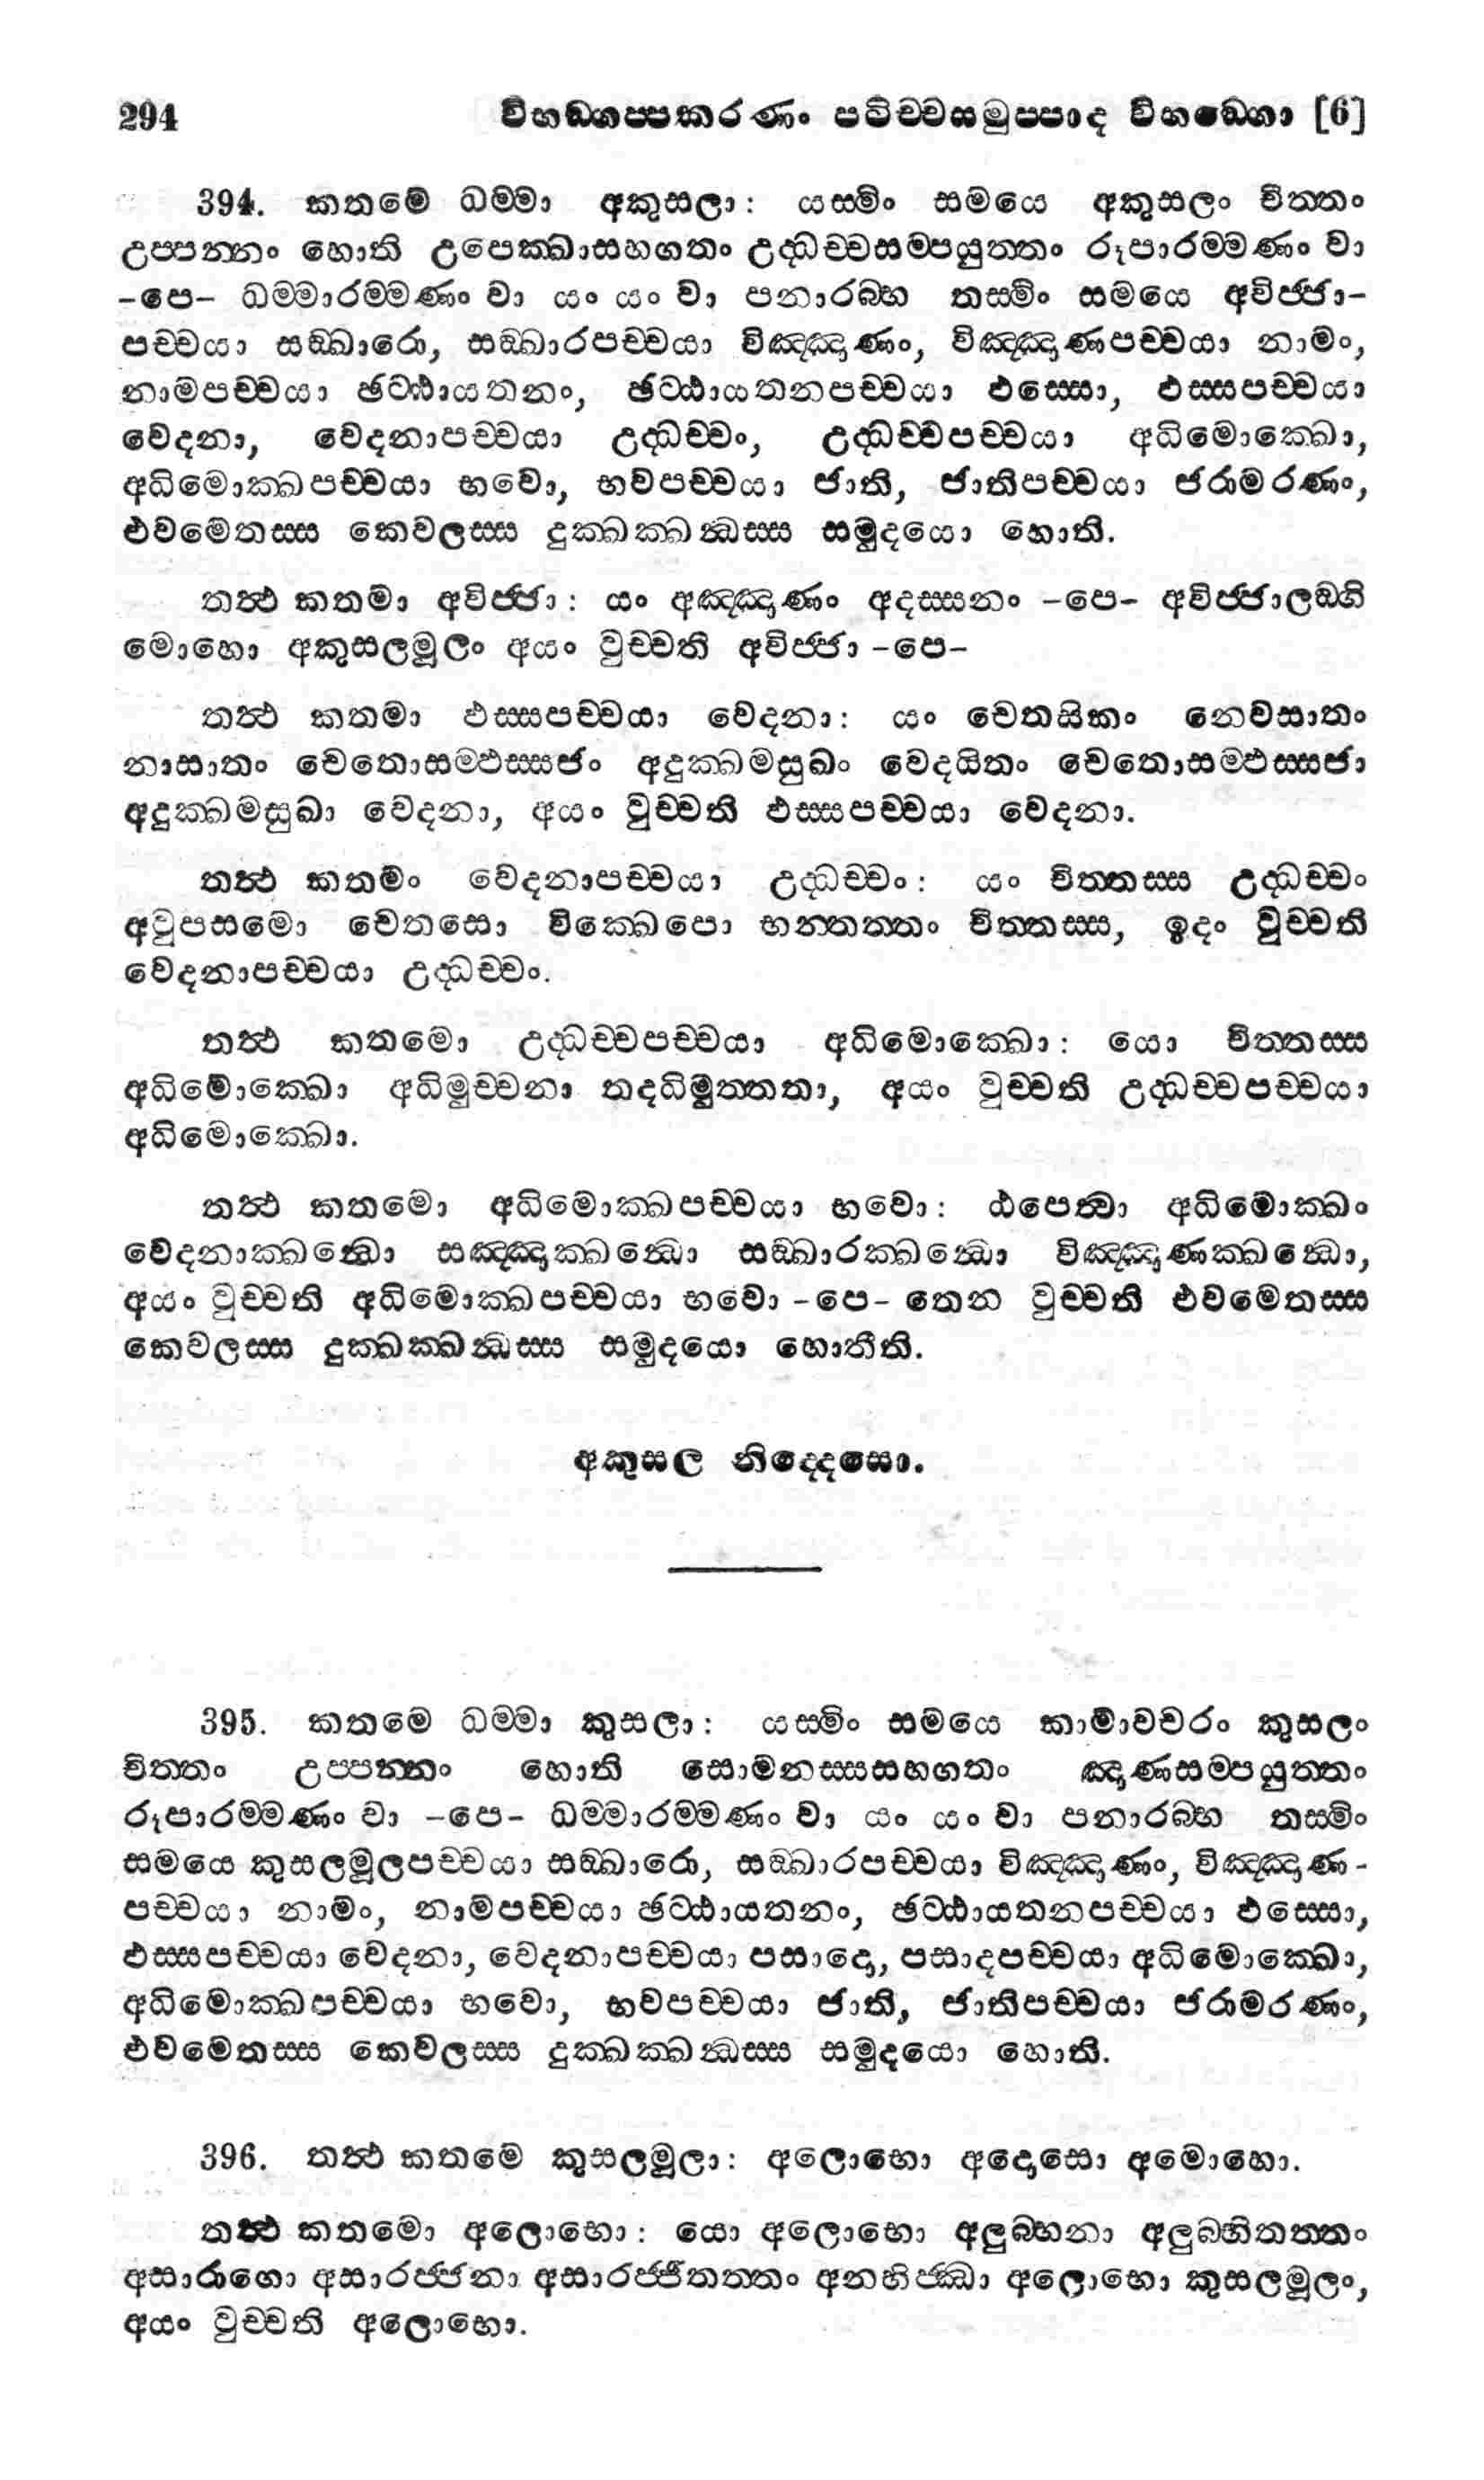 294 විභඞ්ගප්පකරණං පටිච්චසමුප්පාද විභඞ්ගො [6]
394. කතමෙ ධම්මා අකුසලා: යස්මිං සමයෙ අකුසලං චිත්තං
උප්පන්නං හොති උපෙක්ඛාසහගතං උද්ධච්චසම්පයුත්තං රූපාරම්මණං වා
-පෙ- ධම්මාරම්මණං වා යං යං වා පනාරබ්භ තස්මිං සමයෙ අවිජ්ජා-
පච්චයා සඞ්ඛාරො, සඞ්ඛාරපච්චයා විඤ්ඤාණං, විඤ්ඤාණපච්චයා නාමං,
නාමපච්චයා ඡට්ඨායතනං, ඡට්ඨායතනපච්චයා ඵස්සො, ඵස්සපච්චයා
වෙදනා, වෙදනාපච්චයා උද්ධච්චං, උද්ධච්චපච්චයා අධිමොක්ඛො,
අධිමොක්ඛපච්චයා භවො, භවපච්චයා ජාති, ජාතිපච්චයා ජරාමරණං,
එවමෙතස්ස කෙවලස්ස දුක්ඛක්ඛන්ධස්ස සමුදයො හොති.
තත්ථ කතමා අවිජ්ජා: යං අඤ්ඤාණං අදස්සනං -පෙ- අවිජ්ජාලඞ්ගී
මොහො අකුසලමූලං අයං වුච්චති අවිජ්ජා -පෙ-
තත්ථ කතමා ඵස්සපච්චයා වෙදනා: යං චෙතසිකං නෙවසාතං
නාසාතං චෙතොසම්ඵස්සජං අදුක්ඛමසුඛං වෙදයිතං චෙතොසම්ඵස්සජා
අදුක්ඛමසුඛා වෙදනා, අයං වුච්චති ඵස්සපච්චයා වෙදනා.
තත්ථ කතමං වෙදනාපච්චයා උද්ධච්චං: යං චිත්තස්ස උද්ධච්චං
අවූපසමො චෙතසො වික්ඛෙපො භන්තත්තං චිත්තස්ස, ඉදං වුච්චති
වෙදනාපච්චයා උද්ධච්චං.
තත්ථ කතමො උද්ධච්චපච්චයා අධිමොක්ඛො: යො චිත්තස්ස
අධිමොක්ඛො අධිමුච්චනා තදධිමුත්තතා, අයං වුච්චති උද්ධච්චපච්චයා
අධිමොක්ඛො.
තත්ථ කතමො අධිමොක්ඛපච්චයා භවො: ඨපෙත්වා අධිමොක්ඛං
වෙදනාක්ඛන්ධො සඤ්ඤාක්ඛන්ධො සඞ්ඛාරක්ඛන්ධො විඤ්ඤාණක්ඛන්ධො,
අයං වුච්චති අධිමොක්ඛපච්චයා භවො -පෙ- තෙන වුච්චති එවමෙතස්ස
කෙවලස්ස දුක්ඛක්ඛන්ධස්ස සමුදයො හොතීති.
අකුසල නිද්දෙසො.
395. කතමෙ ධම්මා කුසලා: යස්මිං සමයෙ කාමාවචරං කුසලං
චිත්තං උප්පන්නං හොති සොමනස්සසහගතං ඤාණසම්පයුත්තං
රූපාරම්මණං වා -පෙ- ධම්මාරම්මණං වා යං යං වා පනාරබ්භ තස්මිං
සමයෙ කුසලමූලපච්චයා සඞ්ඛාරො, සඞ්ඛාරපච්චයා විඤ්ඤාණං, විඤ්ඤාණ-
පච්චයා නාමං, නාමපච්චයා ඡට්ඨායතනං, ඡට්ඨායතනපච්චයා ඵස්සො,
ඵස්සපච්චයා වෙදනා, වෙදනාපච්චයා පසාදො, පසාදපච්චයා අධිමොක්ඛො,
අධිමොක්ඛපච්චයා භවො, භවපච්චයා ජාති, ජාතිපච්චයා ජරාමරණං,
එවමෙතස්ස කෙවලස්ස දුක්ඛක්ඛන්ධස්ස සමුදයො හොති.
396. තත්ථ කතමෙ කුසලමූලා: අලොභො අදොසො අමොහො.
තත්ථ කතමො අලොභො: යො අලොභො අලුබ්භනා අලුබ්භිතත්තං
අසාරාගො අසාරජ්ජනා අසාරජ්ජිතත්තං අනභිජ්ඣා අලොභො කුසලමූලං,
අයං වුච්චති අලොභො.